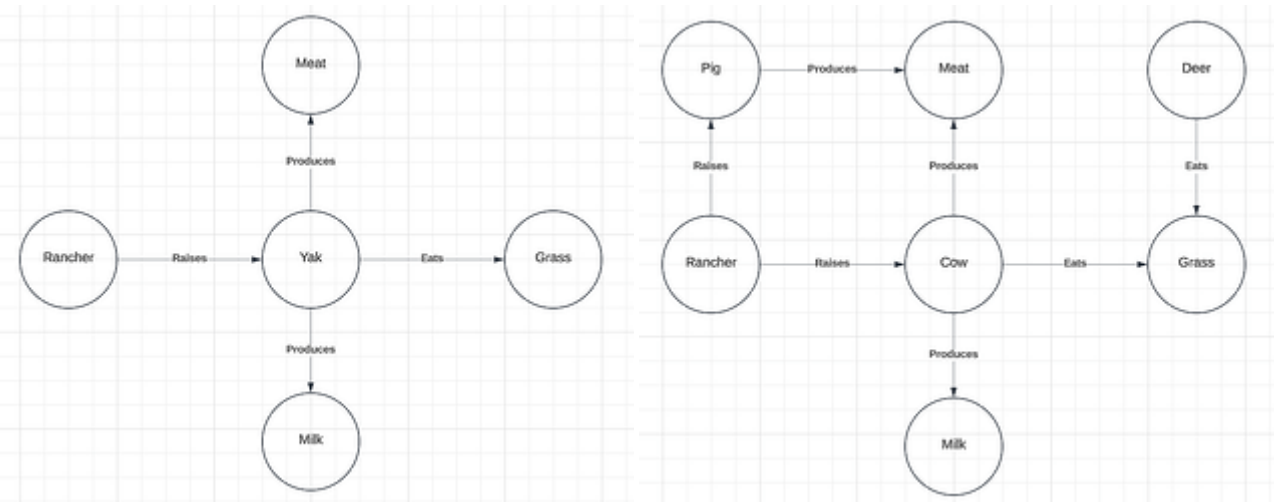 Meat
Produces
Rancher
Raises
Yak
Eats
Grass
Produces
Milk
Pig
Produces
Meat
Deer
Raises
Produces
Eats
Rancher
Raises
Cow
Eats
Grass
Produces
Milk